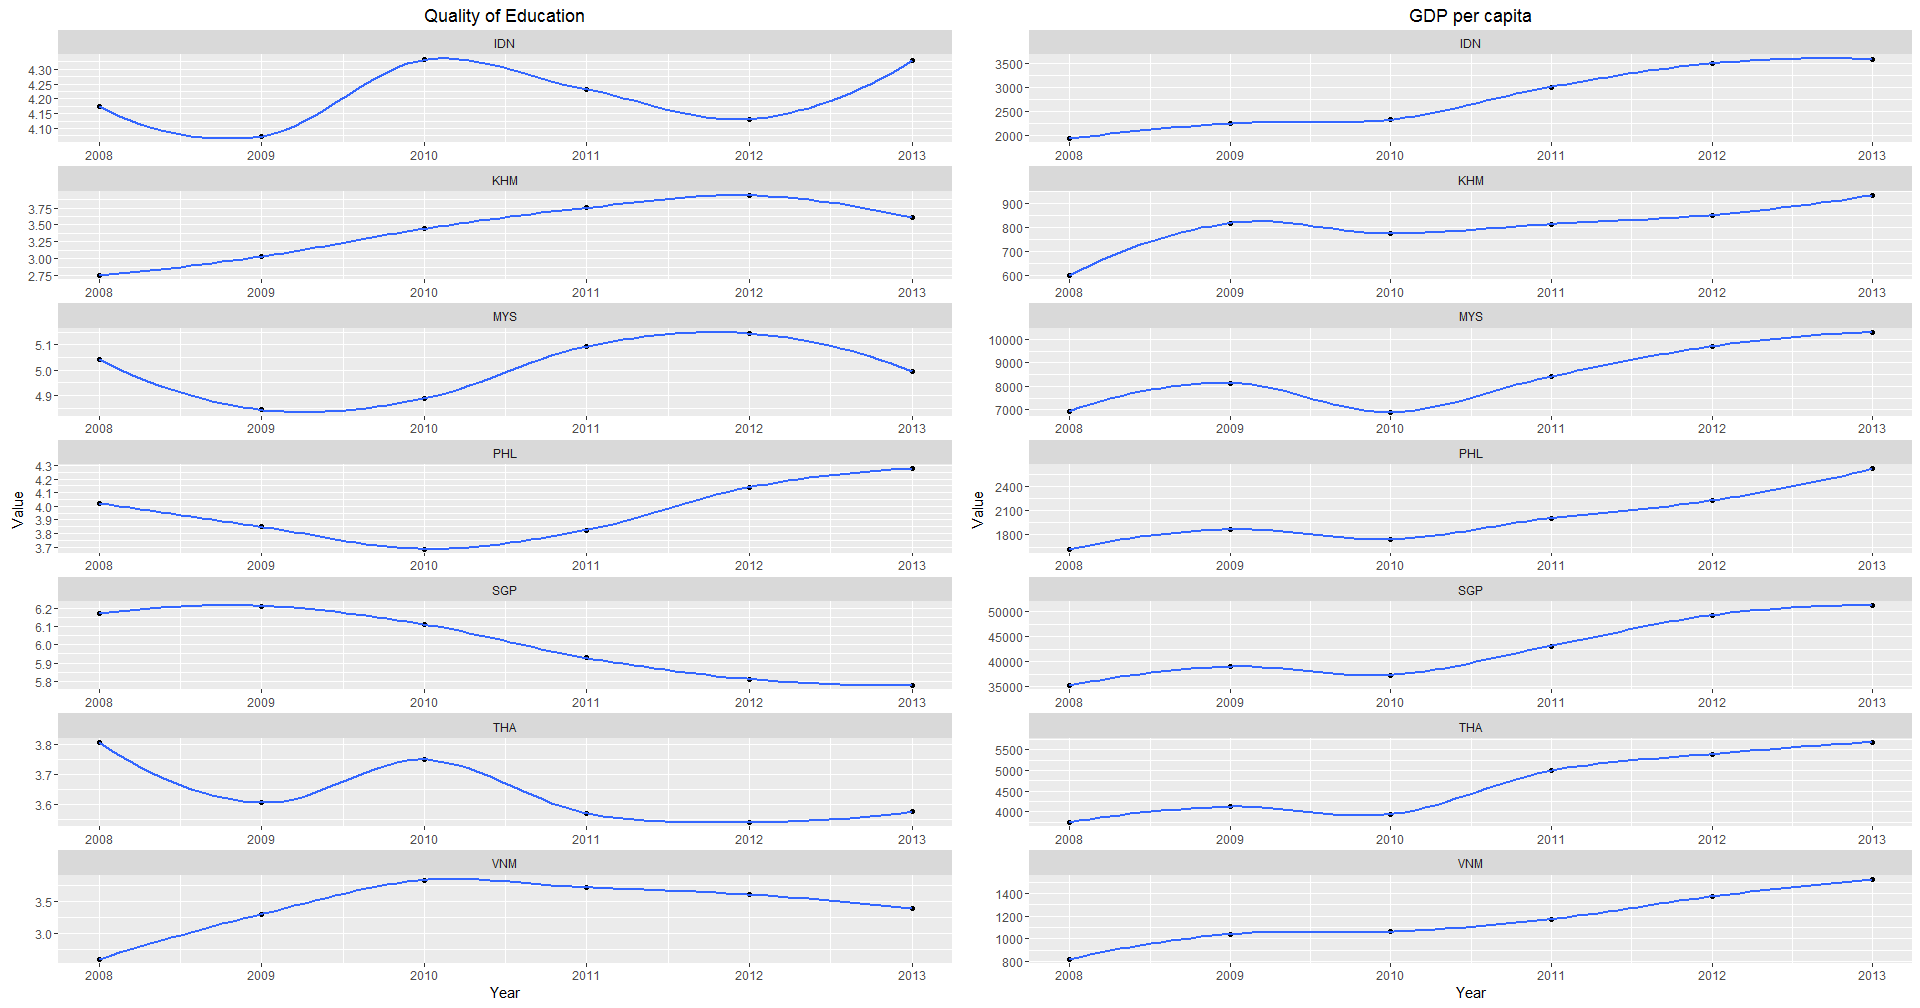 Quality of Education
IDN
4.30
4.25
4.20
4.15
4.10
2008 2009 2010 2011 2012 2013
KHM
3.75
3.50
3.25
3.00
2.75
2008 2009 2010 2011 2012 2013
MYS
5.1
5.0
4.9
2008 2009 2010 2011 2012 2013
PHL
4.3
4.2
4.1
4.0
3.9
3.8
3.7
2008 2009 2010 2011 2012 2013
SGP
6.2
6.1
6.0
5.9
5.8
2008 2009 2010 2011 2012 2013
THA
3.8
3.7
3.6
2008 2009 2010 2011 2012 2013
VNM
3.5
3.0
2008 2009 2010 2011 2012 2013
Value
Year
GDP per capita
IDN
3500
3000
2500
2000
2008 2009 2010 2011 2012 2013
KHM
900
800
700
600
2008 2009 2010 2011 2012 2013
MYS
10000
9000
8000
7000
2008 2009 2010 2011 2012 2013
PHL
2400
2100
1800
2008 2009 2010 2011 2012 2013
SGP
50000
45000
40000
35000
2008 2009 2010 2011 2012 2013
THA
5500
5000
4500
4000
2008 2009 2010 2011 2012 2013
VNM
1400
1200
1000
800
2008 2009 2010 2011 2012 2013
Value
Year